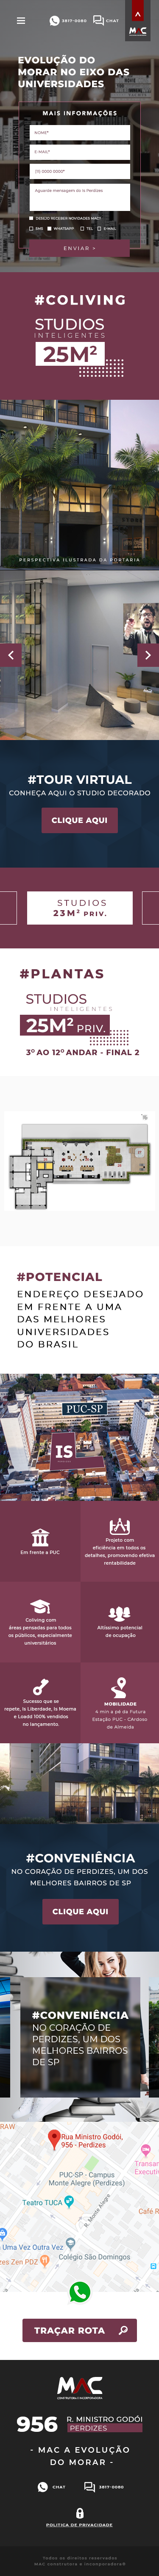 3817-0080 CHAT
MAC
EVOLUÇÃO DO
MORAR NO EIXO DAS
UNIVERSIDADES
MAIS INFORMAÇÕES
NOME*
E-MAIL*
(11) 0000 0000*
Aguardo mensagem do Is Perdizes
DESEJO RECEBER NOVIDADES MAC?
SMS WHATSAPP TEL E-MAIL
ENVIAR >
#COLIVING
STUDIOS
INTELIGENTES
25M²
PERSPECTIVA ILUSTRADA DA PORTARIA
#TOUR VIRTUAL
CONHEÇA AQUI O STUDIO DECORADO
CLIQUE AQUI
STUDIOS
23M² PRIV.
#PLANTAS
STUDIOS
INTELIGENTES
25M² PRIV.
3º AO 12º ANDAR - FINAL 2
#POTENCIAL
ENDEREÇO DESEJADO
EM FRENTE A UMA
DAS MELHORES
UNIVERSIDADES
DO BRASIL
PUC-SP
IS
Em frente a PUC
Projeto com
eficiência em todos os
detalhes, promovendo efetiva
rentabilidade
Coliving com
áreas pensadas para todos
os públicos, especialmente
universitários
Altíssimo potencial
de ocupação
Sucesso que se
repete, Is Liberdade, Is Moema
e Loadd 100% vendidos
no lançamento.
MOBILIDADE
4 min a pé da Futura
Estação PUC - CArdoso
de Almeida
#CONVENIÊNCIA
NO CORAÇÃO DE PERDIZES, UM DOS
MELHORES BAIRROS DE SP
CLIQUE AQUI
#CONVENIÊNCIA
NO CORAÇÃO DE
PERDIZES, UM DOS
MELHORES BAIRROS
DE SP
RAW
Rua Ministro Godói,
956 - Perdizes
PUC-SP - Campus
Monte Alegre (Perdizes)
Transar
Executiv
Teatro TUCA
R. Monte Alegre
Café R
Uma Vez Outra Vez
Colégio São Domingos
zes Zen PDZ
TRAÇAR ROTA
MAC
CONSTRUTORA E INCORPORADORA
956 R. MINISTRO GODÓI
PERDIZES
- MAC A EVOLUÇÃO
DO MORAR -
CHAT 3817-0080
POLITICA DE PRIVACIDADE
Todos os direitos reservados
MAC Construtora e Incorporadora®